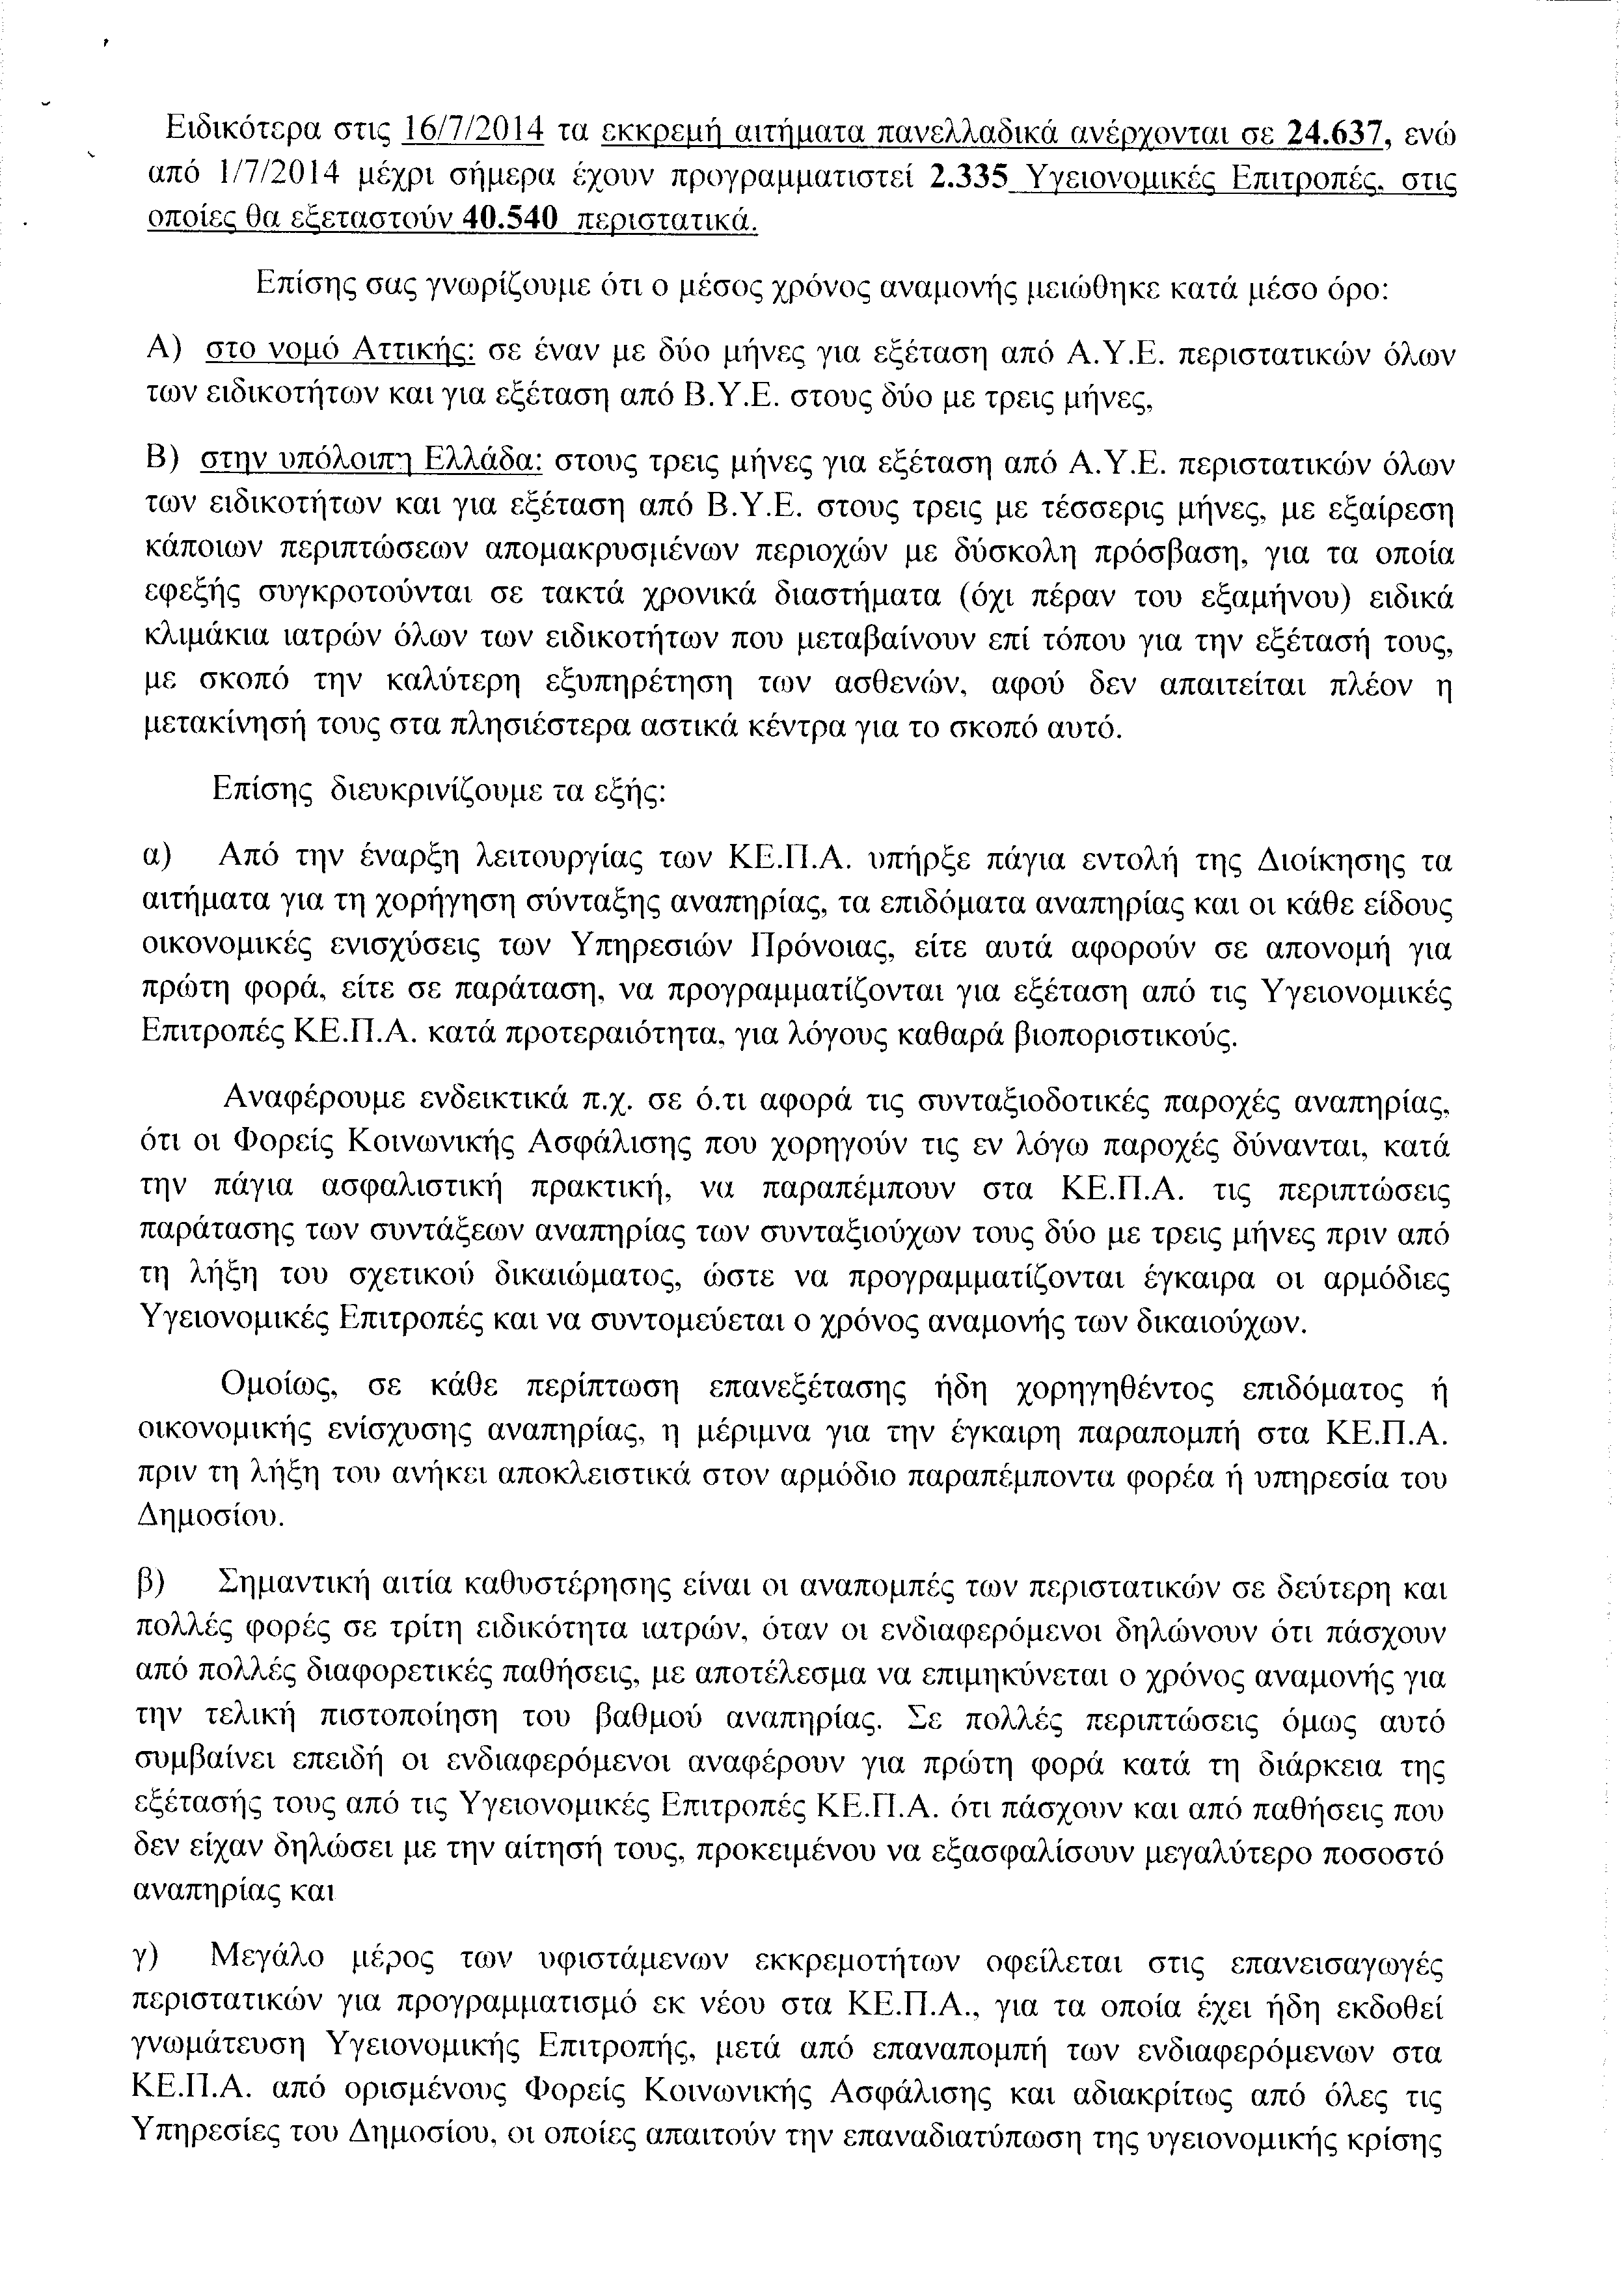 Ειδικότερα στις 16/7/2014 τα εκκρεμή αιτήματα πανελλαδικά ανέρχονται σε 24.637, ενώ
από 1/7/2014 μέχρι σήμερα έχουν προγραμματιστεί 2.335 Υγειονομικές Επιτροπές, στις
οποίες θα εξεταστούν 40.540 περιστατικά.
Επίσης σας γνωρίζουμε ότι ο μέσος χρόνος αναμονής μειώθηκε κατά μέσο όρο:
Α) στο νομό Αττικής: σε έναν με δύο μήνες για εξέταση από Α.Υ.Ε. περιστατικών όλων
των ειδικοτήτων και για εξέταση από Β.Υ.Ε. στους δύο με τρεις μήνες,
Β) στην υπόλοιπη Ελλάδα: στους τρεις μήνες για εξέταση από Α.Υ.Ε. περιστατικών όλων
των ειδικοτήτων και για εξέταση από Β.Υ.Ε. στους τρεις με τέσσερις μήνες, με εξαίρεση
κάποιων περιπτώσεων απομακρυσμένων περιοχών με δύσκολη πρόσβαση, για τα οποία
εφεξής συγκροτούνται σε τακτά χρονικά διαστήματα (όχι πέραν του εξαμήνου) ειδικά
κλιμάκια ιατρών όλων των ειδικοτήτων που μεταβαίνουν επί τόπου για την εξέτασή τους,
με σκοπό την καλύτερη εξυπηρέτηση των ασθενών, αφού δεν απαιτείται πλέον η
μετακίνησή τους στα πλησιέστερα αστικά κέντρα για το σκοπό αυτό.
Επίσης διευκρινίζουμε τα εξής:
α) Από την έναρξη λειτουργίας των ΚΕ.Π.Α. υπήρξε πάγια εντολή της Διοίκησης τα
αιτήματα για τη χορήγηση σύνταξης αναπηρίας, τα επιδόματα αναπηρίας και οι κάθε είδους
οικονομικές ενισχύσεις των Υπηρεσιών Πρόνοιας, είτε αυτά αφορούν σε απονομή για
πρώτη φορά, είτε σε παράταση, να προγραμματίζονται για εξέταση από τις Υγειονομικές
Επιτροπές ΚΕ.Π.Α. κατά προτεραιότητα, για λόγους καθαρά βιοποριστικούς.
Αναφέρουμε ενδεικτικά π.χ. σε ό.τι αφορά τις συνταξιοδοτικές παροχές αναπηρίας,
ότι οι Φορείς Κοινωνικής Ασφάλισης που χορηγούν τις εν λόγω παροχές δύνανται, κατά
την πάγια ασφαλιστική πρακτική, να παραπέμπουν στα ΚΕ.Π.Α. τις περιπτώσεις
παράτασης των συντάξεων αναπηρίας των συνταξιούχων τους δύο με τρεις μήνες πριν από
τη λήξη του σχετικού δικαιώματος, ώστε να προγραμματίζονται έγκαιρα οι αρμόδιες
Υγειονομικές Επιτροπές και να συντομεύεται ο χρόνος αναμονής των δικαιούχων.
Ομοίως, σε κάθε περίπτωση επανεξέτασης ήδη χορηγηθέντος επιδόματος ή
οικονομικής ενίσχυσης αναπηρίας, η μέριμνα για την έγκαιρη παραπομπή στα ΚΕ.Π.Α.
πριν τη λήξη του ανήκει αποκλειστικά στον αρμόδιο παραπέμποντα φορέα ή υπηρεσία του
Δημοσίου.
β) Σημαντική αιτία καθυστέρησης είναι οι αναπομπές των περιστατικών σε δεύτερη και
πολλές φορές σε τρίτη ειδικότητα ιατρών, όταν οι ενδιαφερόμενοι δηλώνουν ότι πάσχουν
από πολλές διαφορετικές παθήσεις, με αποτέλεσμα να επιμηκύνεται ο χρόνος αναμονής για
την τελική πιστοποίηση του βαθμού αναπηρίας. Σε πολλές περιπτώσεις όμως αυτό
συμβαίνει επειδή οι ενδιαφερόμενοι αναφέρουν για πρώτη φορά κατά τη διάρκεια της
εξέτασής τους από τις Υγειονομικές Επιτροπές ΚΕ.Π.Α. ότι πάσχουν και από παθήσεις που
δεν είχαν δηλώσει με την αίτησή τους, προκειμένου να εξασφαλίσουν μεγαλύτερο ποσοστό
αναπηρίας και
γ) Μεγάλο μέρος των υφιστάμενων εκκρεμοτήτων οφείλεται στις επανεισαγωγές
περιστατικών για προγραμματισμό εκ νέου στα ΚΕ.Π.Α., για τα οποία έχει ήδη εκδοθεί
γνωμάτευση Υγειονομικής Επιτροπής, μετά από επαναπομπή των ενδιαφερόμενων στα
ΚΕ.Π.Α. από ορισμένους Φορείς Κοινωνικής Ασφάλισης και αδιακρίτως από όλες τις
Υπηρεσίες του Δημοσίου, οι οποίες απαιτούν την επαναδιατύπωση της υγειονομικής κρίσης